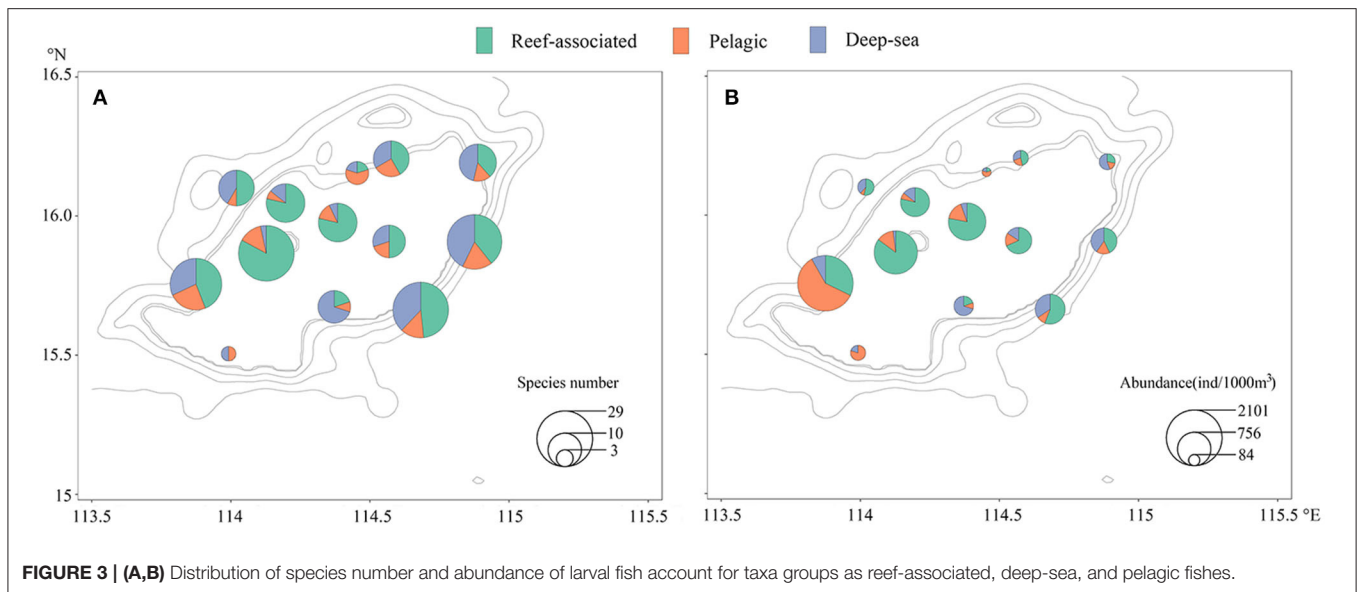 Reef-associated Pelagic Deep-sea
°N
16.5
16.0
15.5
15
A
Species number
29
10
3
113.5 114 114.5 115 115.5
B
Abundance(ind/1000m³)
2101
756
84
113.5 114 114.5 115 115.5 °E
FIGURE 3 | (A,B) Distribution of species number and abundance of larval fish account for taxa groups as reef-associated, deep-sea, and pelagic fishes.